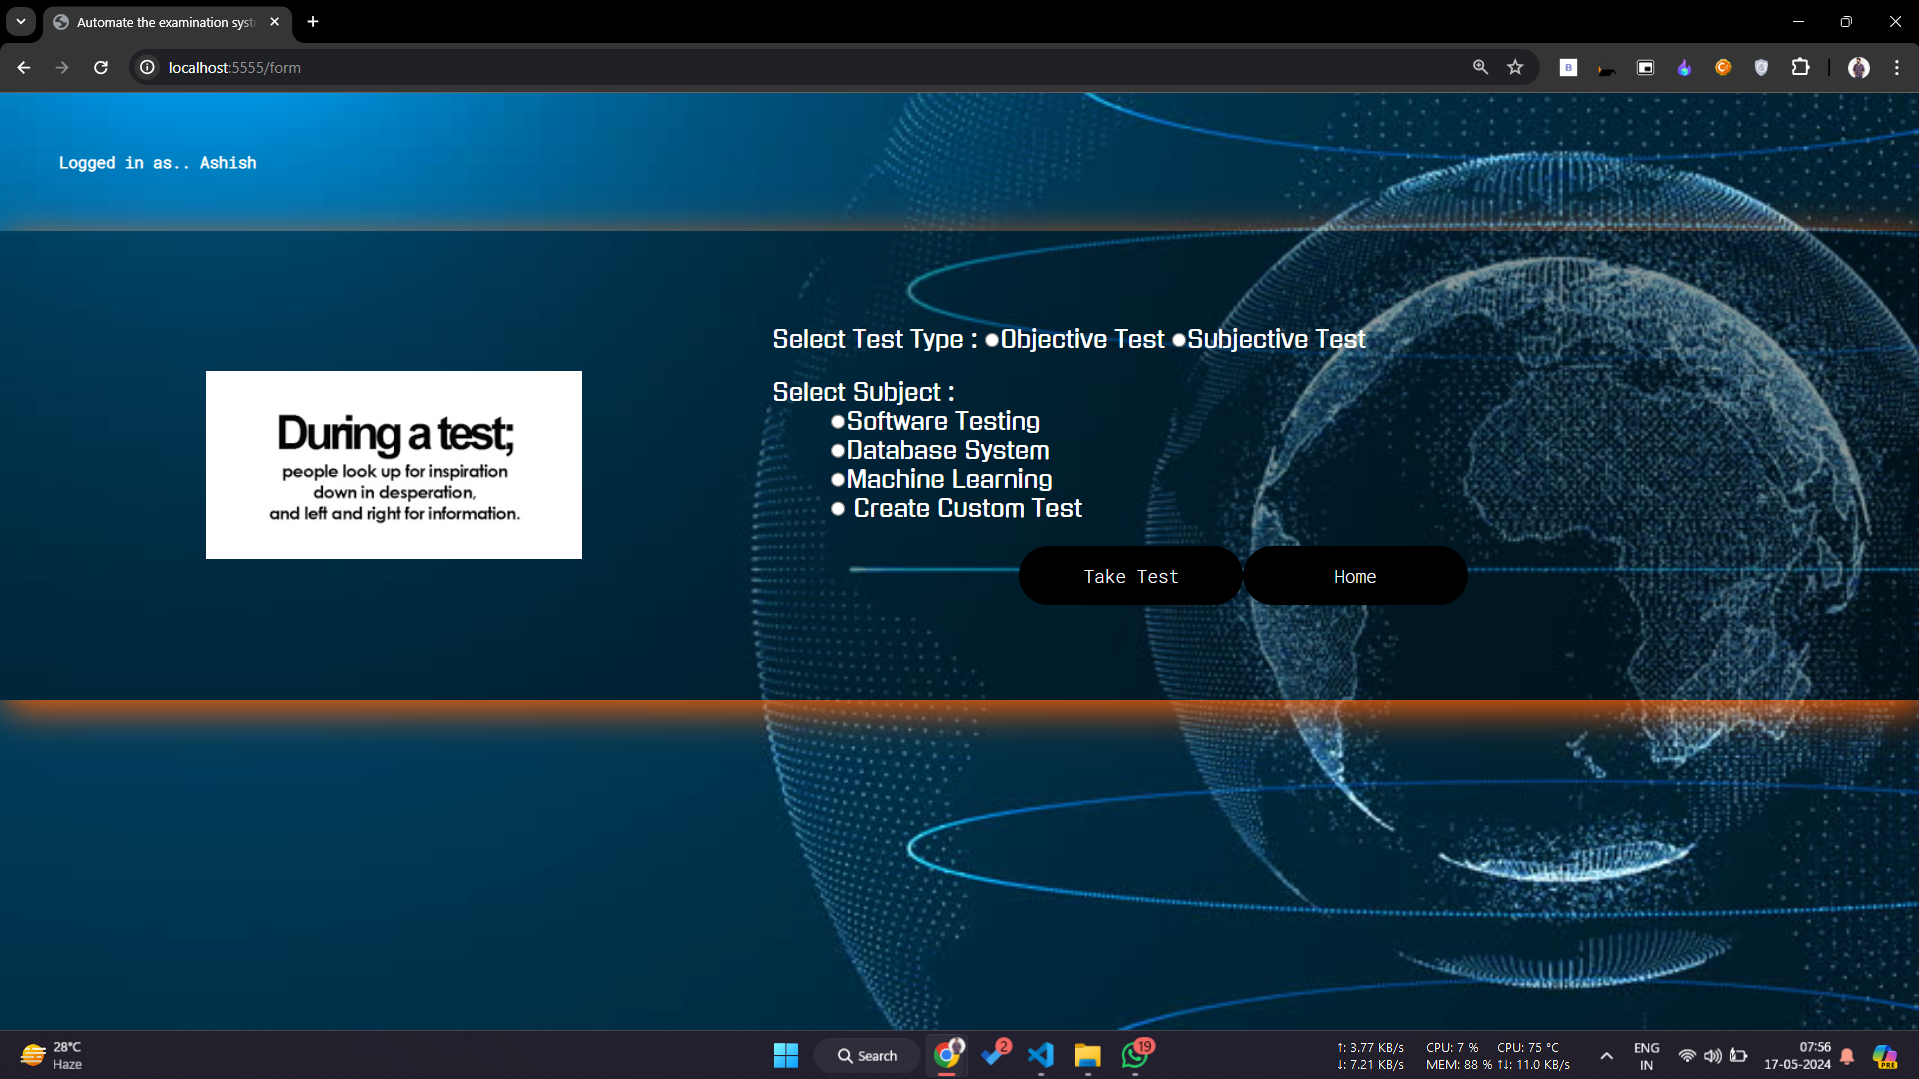 Automate the examination syst
localhost:5555/form
B
Logged in as.. Ashish
Select Test Type : Objective Test Subjective Test
Select Subject :
Software Testing
Database System
Machine Learning
Create Custom Test
Take Test
Home
During a test;
people look up for inspiration
down in desperation,
and left and right for information.
28°C
Haze
Search
2
19
↑: 3.77 KB/s
↓: 7.21 KB/s
CPU: 7 % CPU: 75 °C
MEM: 88 % ↑↓: 11.0 KB/s
ENG
IN
07:56
17-05-2024
PRE